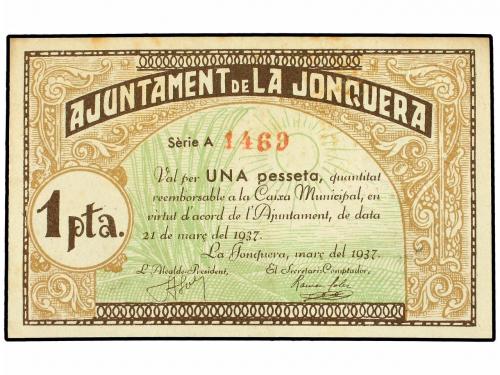 AJUNTAMENT DE LA JONQUERA
Sèrie A 1469
Val per UNA pesseta, quantitat
reemborsable a la Caixa Municipal, en
virtut d'acord de l'Ajuntament, de data
21 de març del 1937.
La Jonquera, març del 1937.
1 pta.
L'Alcalde-President, El Secretari-Comptador,